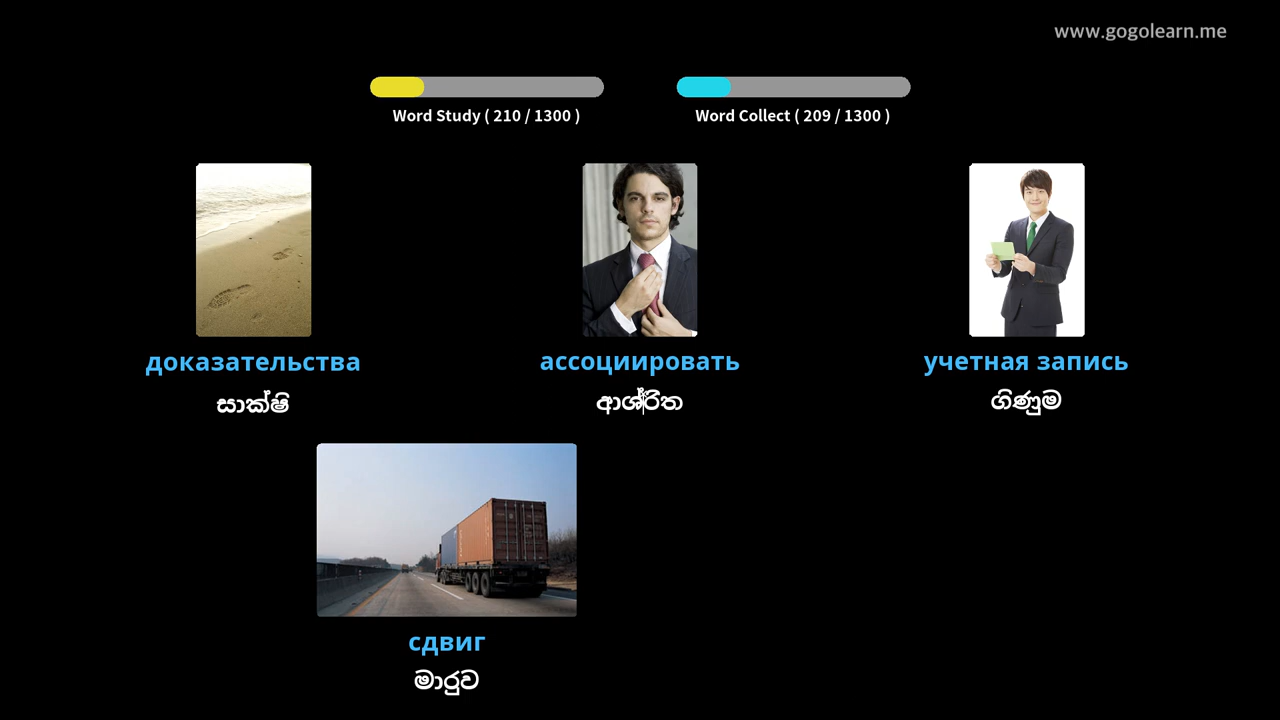 www.gogolearn.me
Word Study ( 210 / 1300 )
Word Collect ( 209 / 1300 )
доказательства
ассоциировать
учетная запись
සාක්ෂි
ආශ්‍රිත
ගිණුම
сдвиг
මාරුව